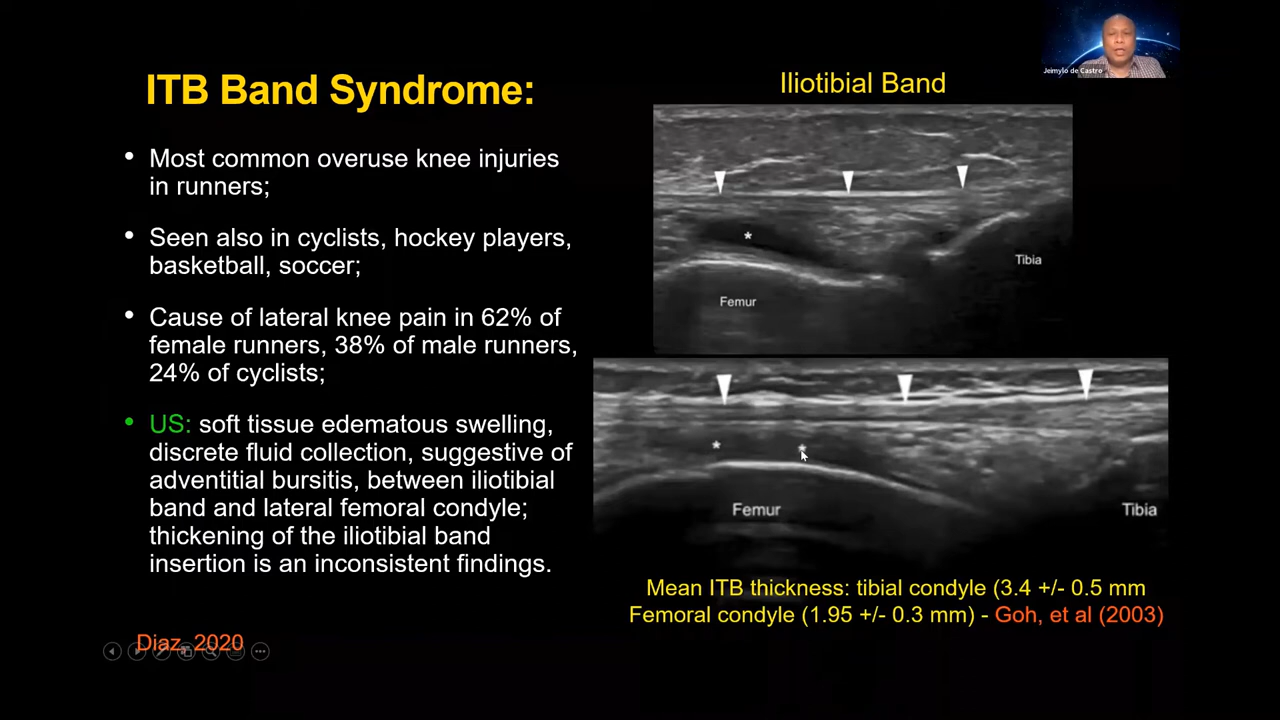 ITB Band Syndrome:
• Most common overuse knee injuries
in runners;
• Seen also in cyclists, hockey players,
basketball, soccer;
• Cause of lateral knee pain in 62% of
female runners, 38% of male runners,
24% of cyclists;
• US: soft tissue edematous swelling,
discrete fluid collection, suggestive of
adventitial bursitis, between iliotibial
band and lateral femoral condyle;
thickening of the iliotibial band
insertion is an inconsistent findings.
Diaz, 2020
Iliotibial Band
*
Tibia
Femur
* *
Femur
Tibia
Mean ITB thickness: tibial condyle (3.4 +/- 0.5 mm
Femoral condyle (1.95 +/- 0.3 mm) - Goh, et al (2003)
Jeimylo de Castro